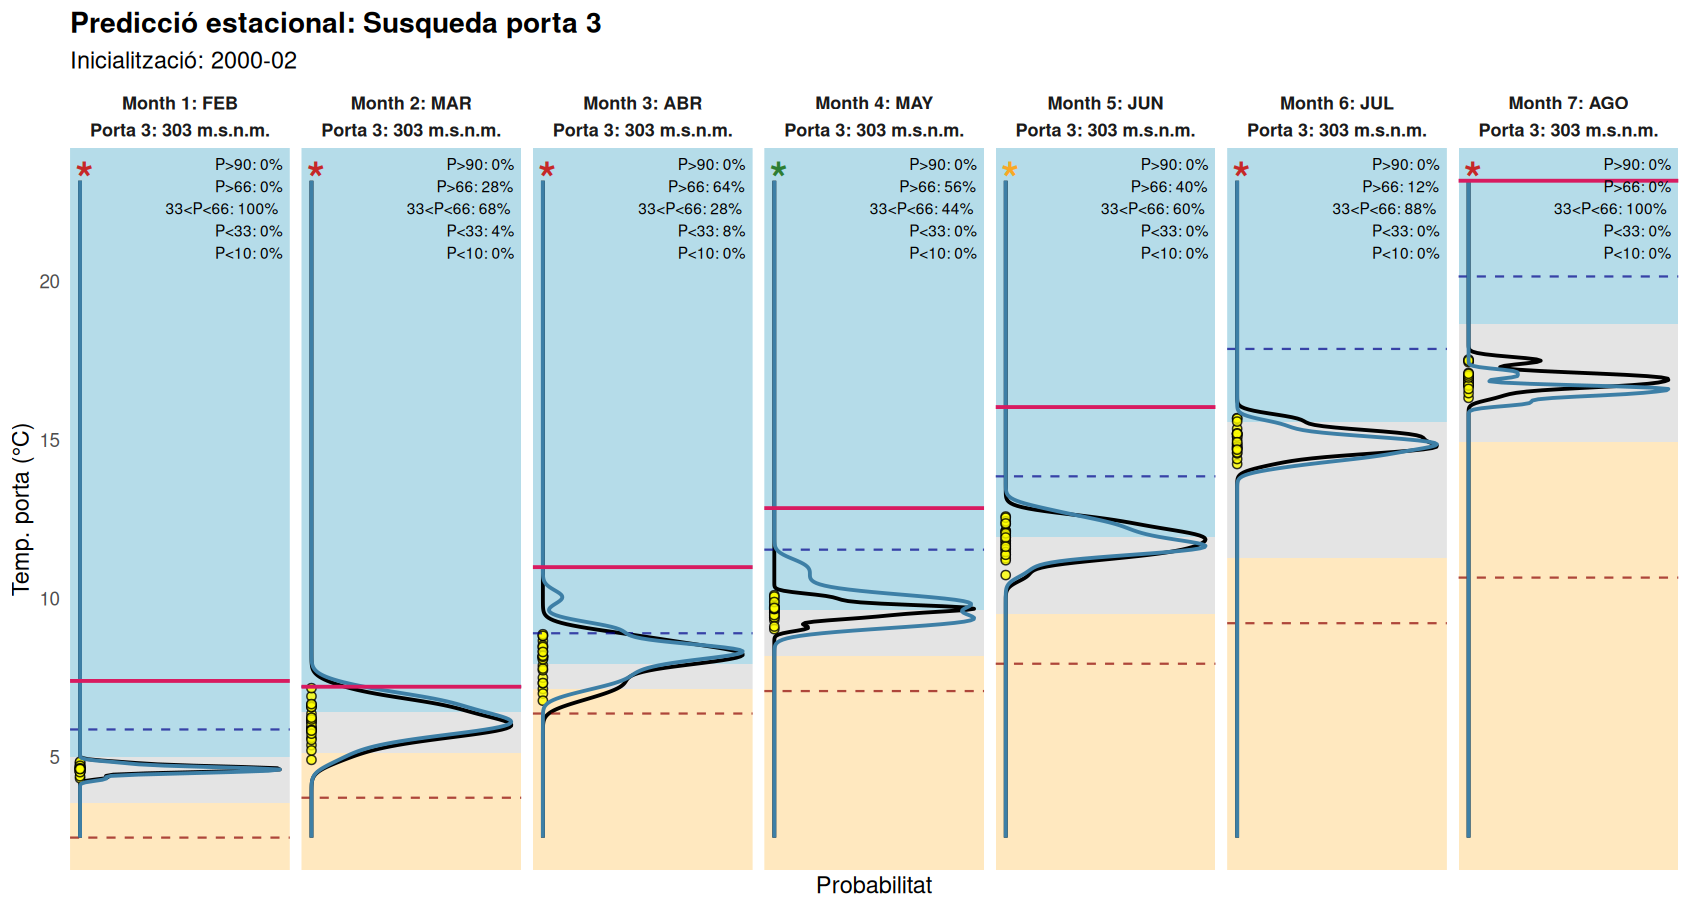 Predicció estacional: Susqueda porta 3
Inicialització: 2000-02
Month 1: FEB
Porta 3: 303 m.s.n.m.
Month 2: MAR
Porta 3: 303 m.s.n.m.
Month 3: ABR
Porta 3: 303 m.s.n.m.
Month 4: MAY
Porta 3: 303 m.s.n.m.
Month 5: JUN
Porta 3: 303 m.s.n.m.
Month 6: JUL
Porta 3: 303 m.s.n.m.
Month 7: AGO
Porta 3: 303 m.s.n.m.
P>90: 0%
P>66: 0%
33<P<66: 100%
P<33: 0%
P<10: 0%
P>90: 0%
P>66: 28%
33<P<66: 68%
P<33: 4%
P<10: 0%
P>90: 0%
P>66: 64%
33<P<66: 28%
P<33: 8%
P<10: 0%
P>90: 0%
P>66: 56%
33<P<66: 44%
P<33: 0%
P<10: 0%
P>90: 0%
P>66: 40%
33<P<66: 60%
P<33: 0%
P<10: 0%
P>90: 0%
P>66: 12%
33<P<66: 88%
P<33: 0%
P<10: 0%
P>90: 0%
P>66: 0%
33<P<66: 100%
P<33: 0%
P<10: 0%
20
15
10
5
Temp. porta (°C)
Probabilitat